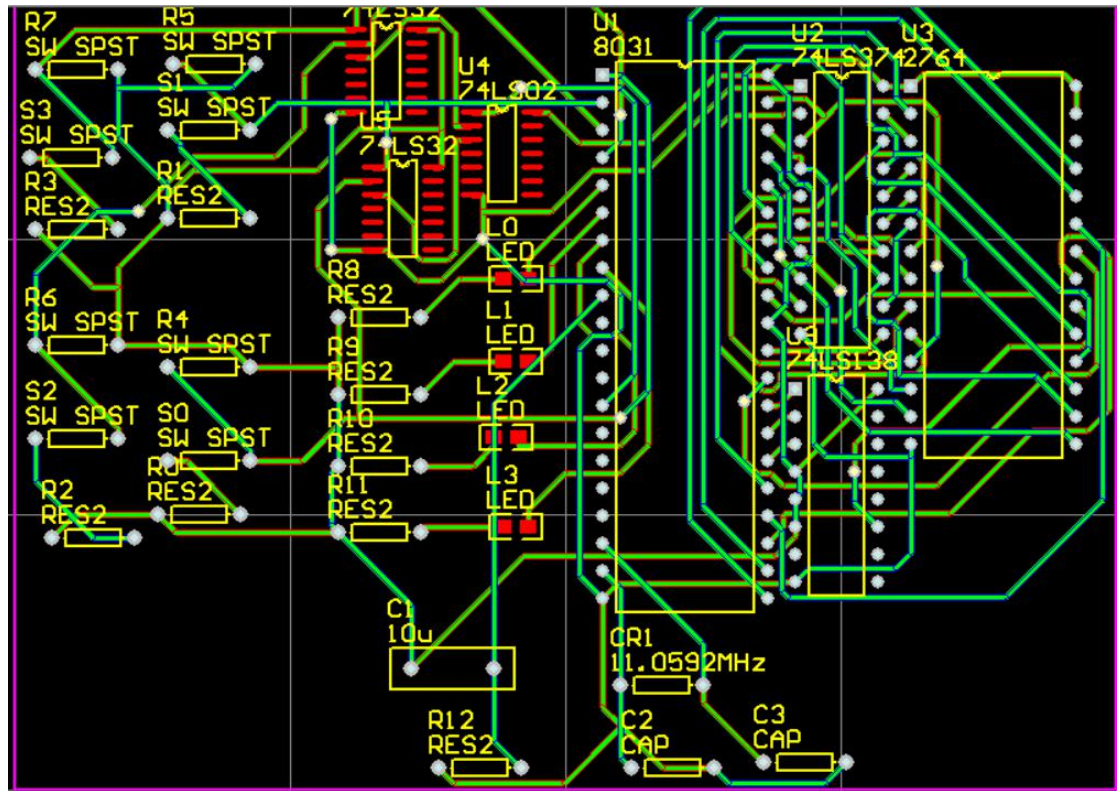 R7
SW SPST
R5
SW SPST
S1
SW SPST
S3
SW SPST
R3
RES2
R1
RES2
R6
SW SPST
R4
SW SPST
S2
SW SPST
S0
SW SPST
R0
RES2
R2
RES2
74LS32
U4
74LS02
U5
74LS32
L0
LED
L1
LED
L2
LED
L3
LED
R8
RES2
R9
RES2
R10
RES2
R11
RES2
C1
10u
R12
RES2
U1
8031
U2
74LS374
U3
2764
74LS138
CR1
11.0592MHz
C2
CAP
C3
CAP